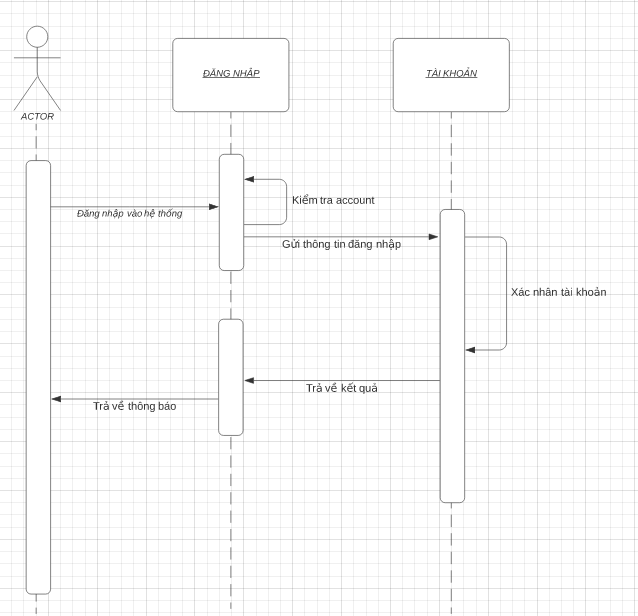 ĐĂNG NHẬP
TÀI KHOẢN
ACTOR
Kiểm tra account
Đăng nhập vào hệ thống
Gửi thông tin đăng nhập
Xác nhân tài khoản
Trả về kết quả
Trả về thông báo